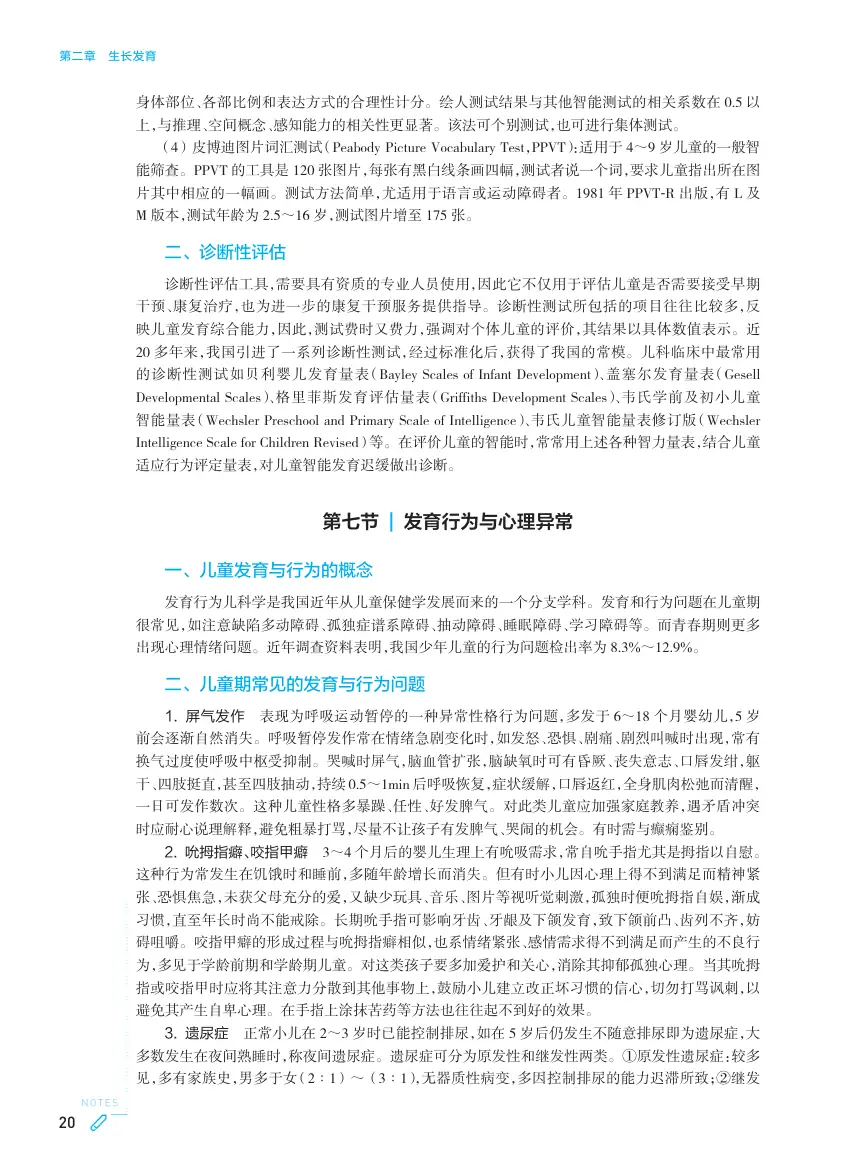 第二章 生长发育
身体部位、各部比例和表达方式的合理性计分。绘人测试结果与其他智能测试的相关系数在 0.5 以
上,与推理、空间概念、感知能力的相关性更显著。该法可个别测试,也可进行集体测试。
（4）皮博迪图片词汇测试（Peabody Picture Vocabulary Test,PPVT）:适用于 4～9 岁儿童的一般智
能筛查。PPVT 的工具是 120 张图片,每张有黑白线条画四幅,测试者说一个词,要求儿童指出所在图
片其中相应的一幅画。测试方法简单,尤适用于语言或运动障碍者。1981 年 PPVT-R 出版,有 L 及
M 版本,测试年龄为 2.5～16 岁,测试图片增至 175 张。
二、诊断性评估
诊断性评估工具,需要具有资质的专业人员使用,因此它不仅用于评估儿童是否需要接受早期
干预、康复治疗,也为进一步的康复干预服务提供指导。诊断性测试所包括的项目往往比较多,反
映儿童发育综合能力,因此,测试费时又费力,强调对个体儿童的评价,其结果以具体数值表示。近
20 多年来,我国引进了一系列诊断性测试,经过标准化后,获得了我国的常模。儿科临床中最常用
的诊断性测试如贝利婴儿发育量表（Bayley Scales of Infant Development）、盖塞尔发育量表（Gesell
Developmental Scales）、格里菲斯发育评估量表（Griffiths Development Scales）、韦氏学前及初小儿童
智能量表（Wechsler Preschool and Primary Scale of Intelligence）、韦氏儿童智能量表修订版（Wechsler
Intelligence Scale for Children Revised）等。在评价儿童的智能时,常常用上述各种智力量表,结合儿童
适应行为评定量表,对儿童智能发育迟缓做出诊断。
第七节 | 发育行为与心理异常
一、儿童发育与行为的概念
发育行为儿科学是我国近年从儿童保健学发展而来的一个分支学科。发育和行为问题在儿童期
很常见,如注意缺陷多动障碍、孤独症谱系障碍、抽动障碍、睡眠障碍、学习障碍等。而青春期则更多
出现心理情绪问题。近年调查资料表明,我国少年儿童的行为问题检出率为 8.3%～12.9%。
二、儿童期常见的发育与行为问题
1. 屏气发作 表现为呼吸运动暂停的一种异常性格行为问题,多发于 6～18 个月婴幼儿,5 岁
前会逐渐自然消失。呼吸暂停发作常在情绪急剧变化时,如发怒、恐惧、剧痛、剧烈叫喊时出现,常有
换气过度使呼吸中枢受抑制。哭喊时屏气,脑血管扩张,脑缺氧时可有昏厥、丧失意志、口唇发绀,躯
干、四肢挺直,甚至四肢抽动,持续 0.5～1min 后呼吸恢复,症状缓解,口唇返红,全身肌肉松弛而清醒,
一日可发作数次。这种儿童性格多暴躁、任性、好发脾气。对此类儿童应加强家庭教养,遇矛盾冲突
时应耐心说理解释,避免粗暴打骂,尽量不让孩子有发脾气、哭闹的机会。有时需与癫痫鉴别。
2. 吮拇指癖、咬指甲癖 3～4 个月后的婴儿生理上有吮吸需求,常自吮手指尤其是拇指以自慰。
这种行为常发生在饥饿时和睡前,多随年龄增长而消失。但有时小儿因心理上得不到满足而精神紧
张、恐惧焦急,未获父母充分的爱,又缺少玩具、音乐、图片等视听觉刺激,孤独时便吮拇指自娱,渐成
习惯,直至年长时尚不能戒除。长期吮手指可影响牙齿、牙龈及下颌发育,致下颌前凸、齿列不齐,妨
碍咀嚼。咬指甲癖的形成过程与吮拇指癖相似,也系情绪紧张、感情需求得不到满足而产生的不良行
为,多见于学龄前期和学龄期儿童。对这类孩子要多加爱护和关心,消除其抑郁孤独心理。当其吮拇
指或咬指甲时应将其注意力分散到其他事物上,鼓励小儿建立改正坏习惯的信心,切勿打骂讽刺,以
避免其产生自卑心理。在手指上涂抹苦药等方法也往往起不到好的效果。
3. 遗尿症 正常小儿在 2～3 岁时已能控制排尿,如在 5 岁后仍发生不随意排尿即为遗尿症,大
多数发生在夜间熟睡时,称夜间遗尿症。遗尿症可分为原发性和继发性两类。①原发性遗尿症:较多
见,多有家族史,男多于女（2∶1）～（3∶1）,无器质性病变,多因控制排尿的能力迟滞所致;②继发
NOTES
20